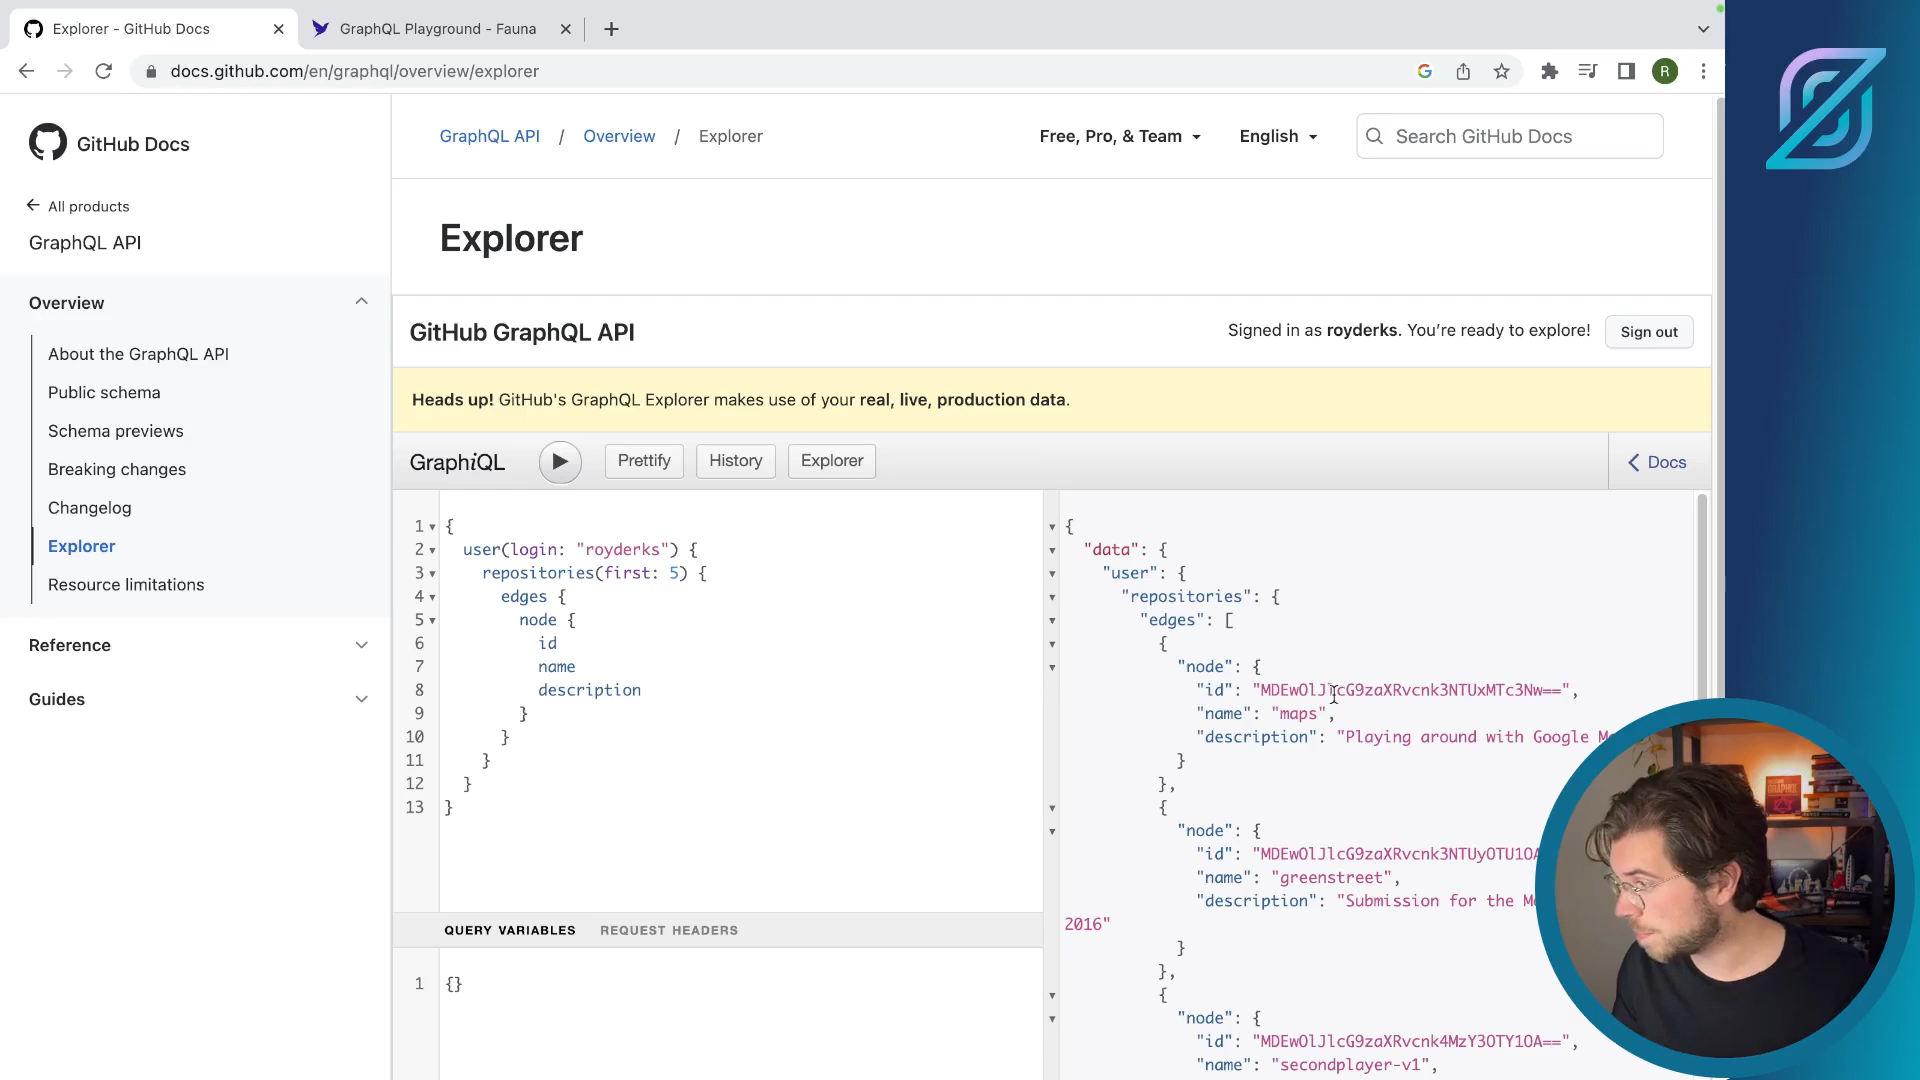 Explorer - GitHub Docs
GraphQL Playground - Fauna
docs.github.com/en/graphql/overview/explorer
R
GitHub Docs
GraphQL API / Overview / Explorer
Free, Pro, & Team
English
Search GitHub Docs
All products
GraphQL API
Overview
About the GraphQL API
Public schema
Schema previews
Breaking changes
Changelog
Explorer
Resource limitations
Reference
Guides
Explorer
GitHub GraphQL API
Signed in as royderks. You're ready to explore!
Sign out
Heads up! GitHub's GraphQL Explorer makes use of your real, live, production data.
GraphiQL
Prettify
History
Explorer
Docs
1 {
2 user(login: "royderks") {
3 repositories(first: 5) {
4 edges {
5 node {
6 id
7 name
8 description
9 }
10 }
11 }
12 }
13 }
QUERY VARIABLES
REQUEST HEADERS
1 {}
{
"data": {
"user": {
"repositories": {
"edges": [
{
"node": {
"id": "MDEwOlJlcG9zaXRvcnk3NTUxMTc3Nw==",
"name": "maps",
"description": "Playing around with Google
}
},
{
"node": {
"id": "MDEwOlJlcG9zaXRvcnk3NTUyOTU1OA
"name": "greenstreet",
"description": "Submission for the
2016"
}
},
{
"node": {
"id": "MDEwOlJlcG9zaXRvcnk4MzY3OTY1OA==",
"name": "secondplayer-v1",